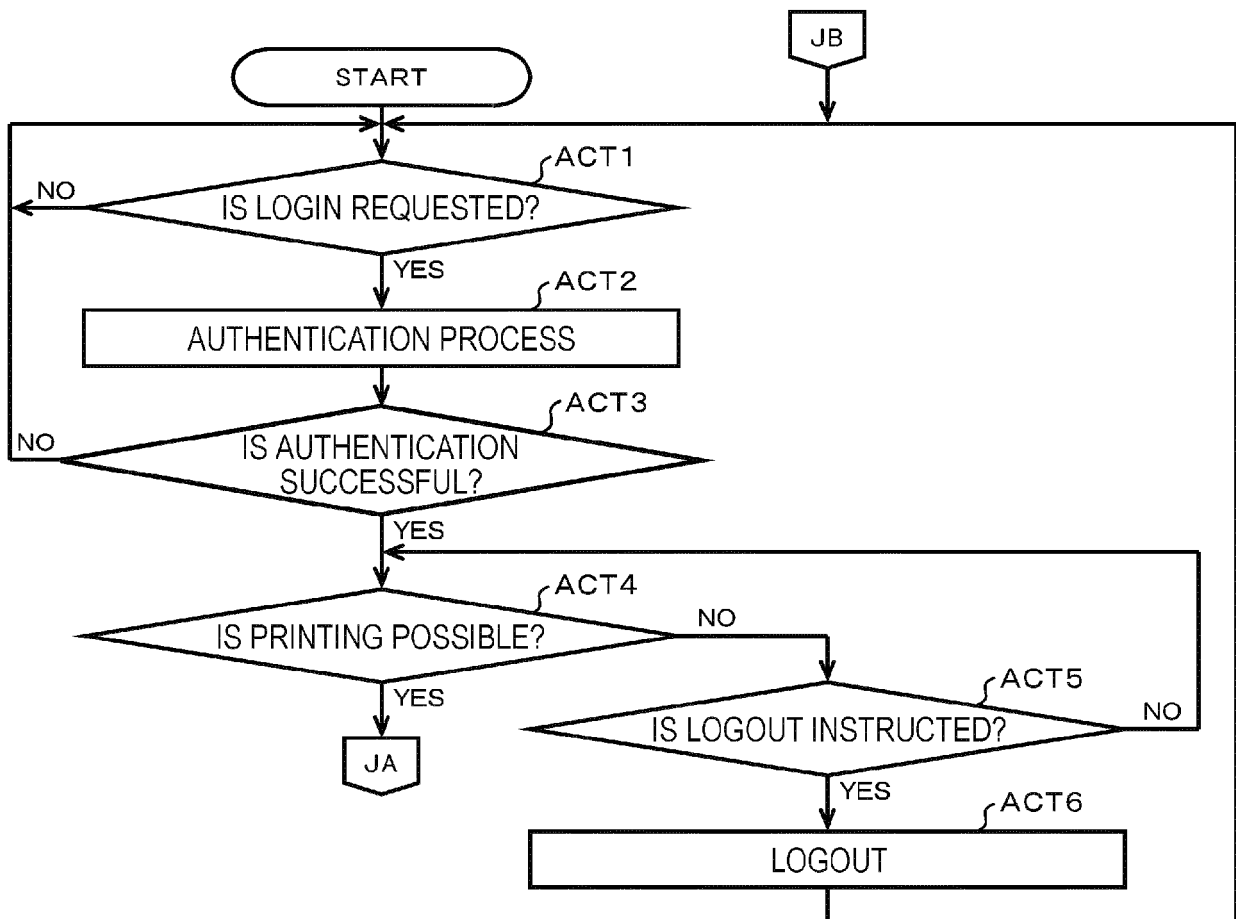 JB
START
ACT1
NO
IS LOGIN REQUESTED?
YES
ACT2
AUTHENTICATION PROCESS
ACT3
NO
IS AUTHENTICATION
SUCCESSFUL?
YES
ACT4
NO
IS PRINTING POSSIBLE?
YES
ACT5
NO
IS LOGOUT INSTRUCTED?
JA
YES
ACT6
LOGOUT